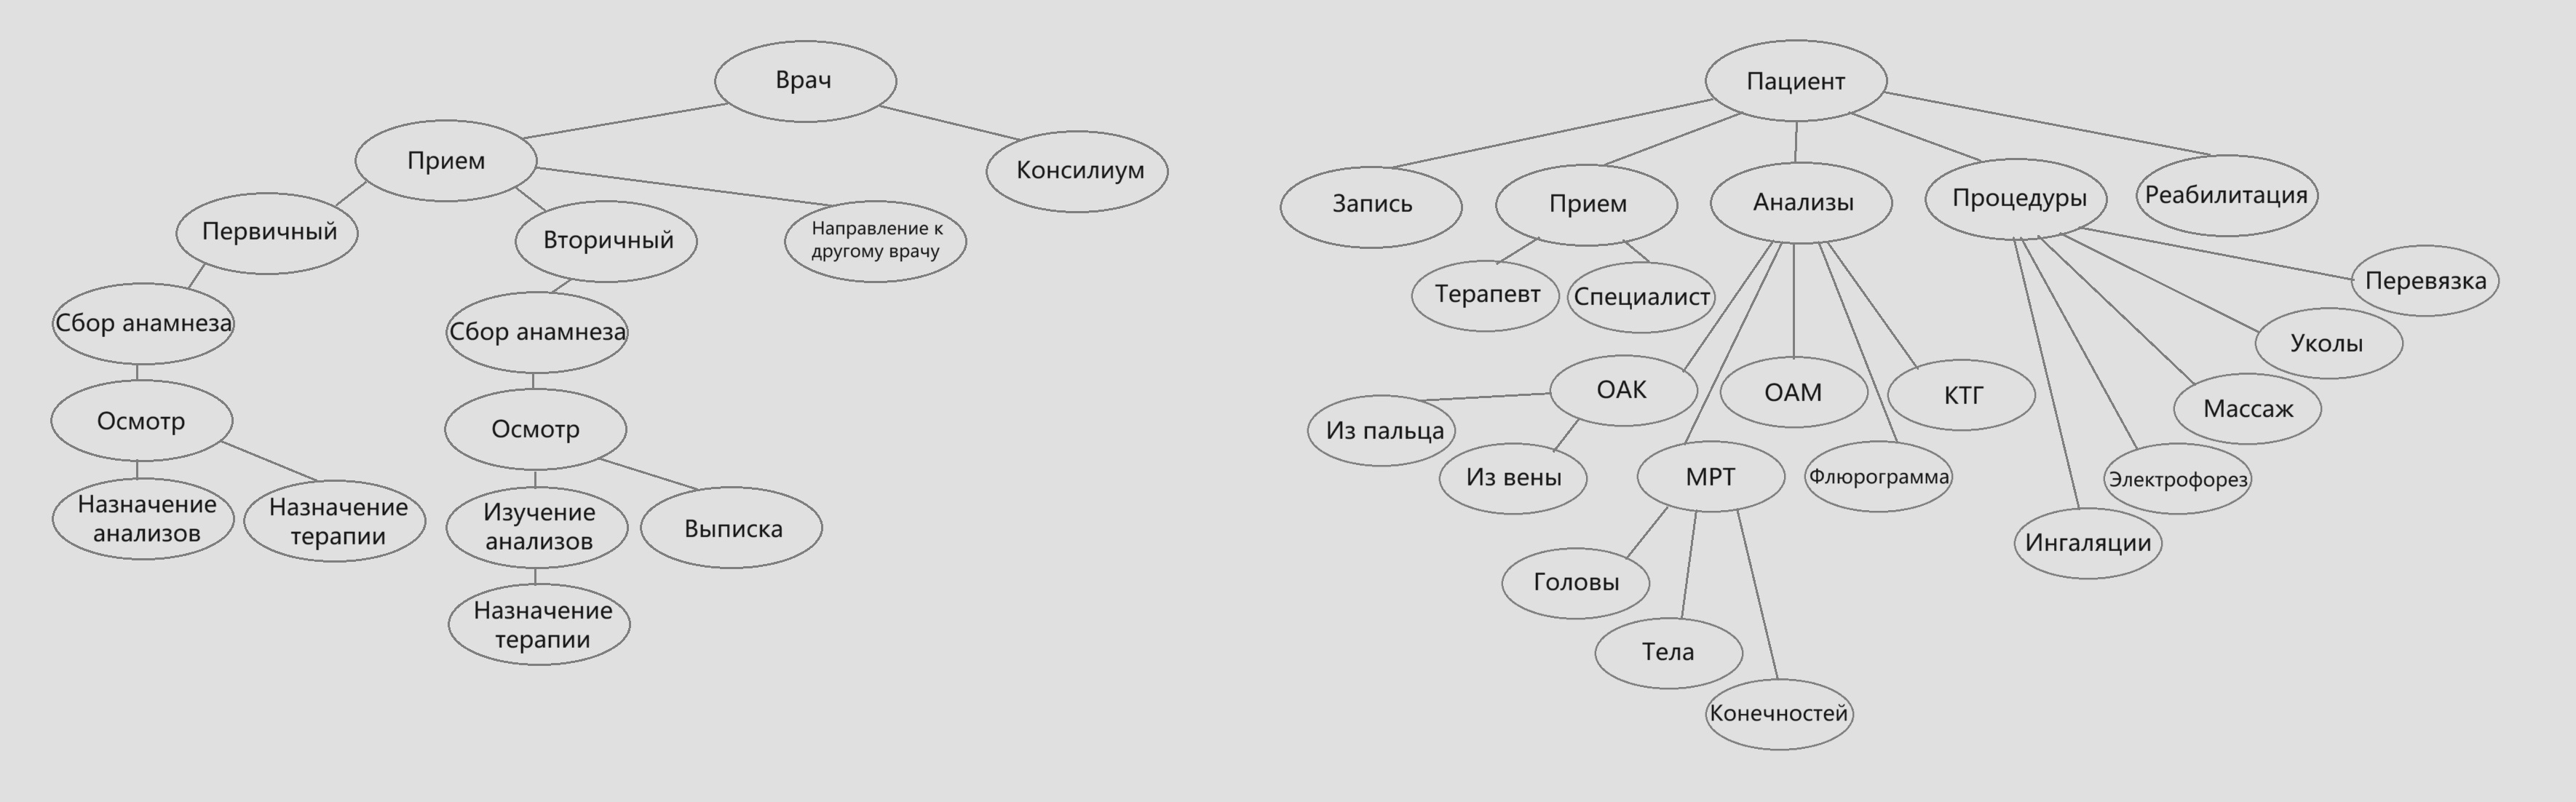 Врач
Прием
Консилиум
Первичный
Вторичный
Направление к
другому врачу
Сбор анамнеза
Сбор анамнеза
Осмотр
Осмотр
Назначение
анализов
Назначение
терапии
Изучение
анализов
Выписка
Назначение
терапии
Пациент
Запись
Прием
Анализы
Процедуры
Реабилитация
Терапевт
Специалист
Перевязка
Уколы
ОАК
ОАМ
КТГ
Массаж
Из пальца
Из вены
МРТ
Флюрограмма
Электрофорез
Ингаляции
Головы
Тела
Конечностей